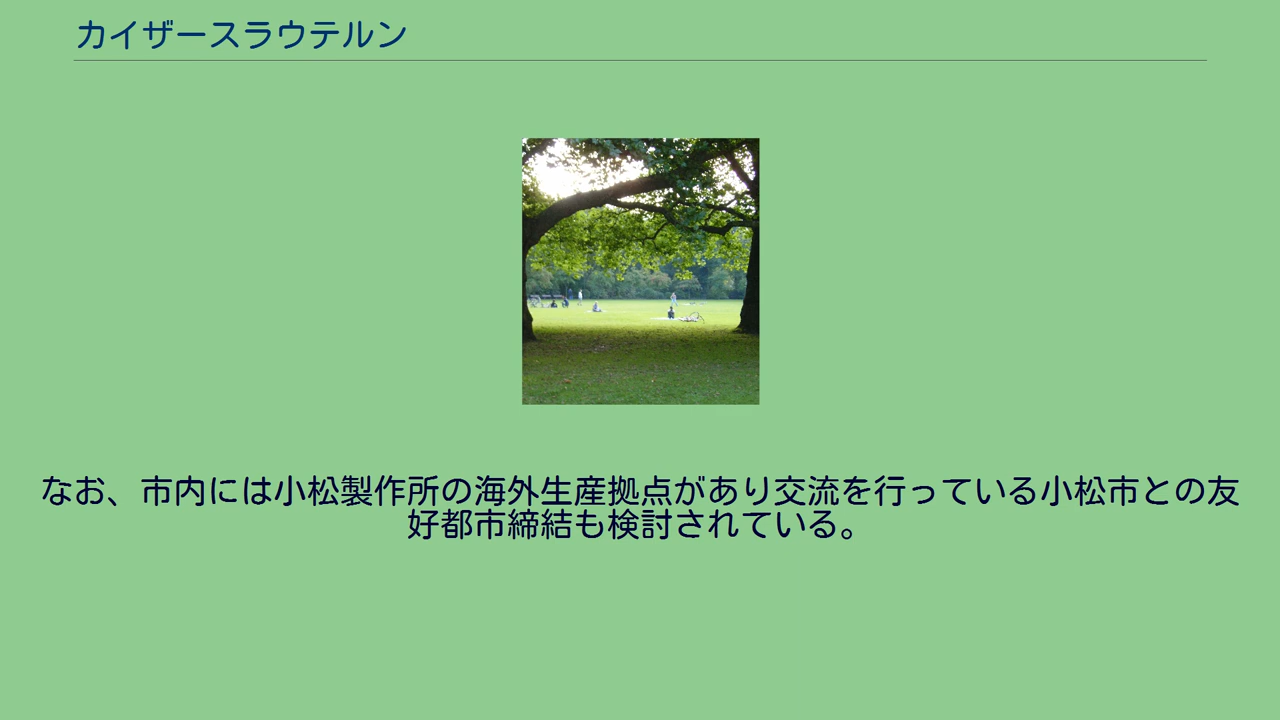 カイザースラウテルン
なお、市内には小松製作所の海外生産拠点があり交流を行っている小松市との友
好都市締結も検討されている。